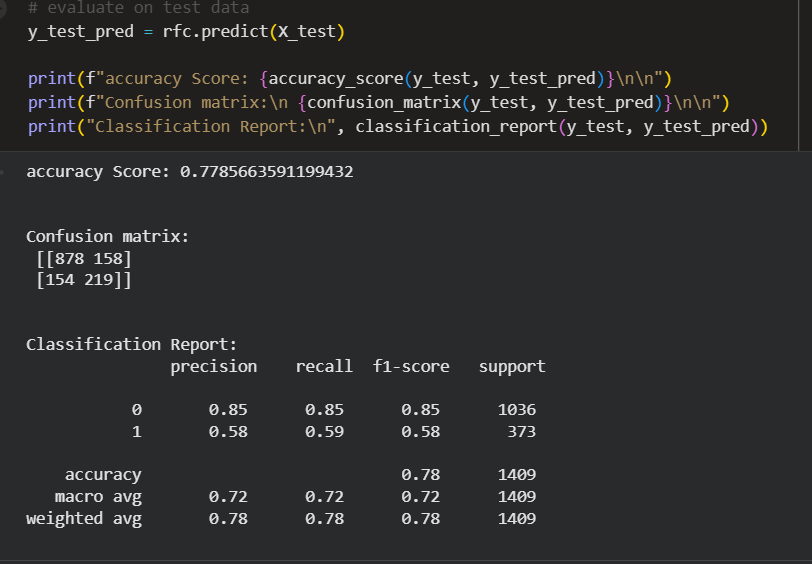 # evaluate on test data
y_test_pred = rfc.predict(X_test)
print(f"accuracy Score: {accuracy_score(y_test, y_test_pred)}\n\n")
print(f"Confusion matrix:\n {confusion_matrix(y_test, y_test_pred)}\n\n")
print("Classification Report:\n", classification_report(y_test, y_test_pred))
accuracy Score: 0.7785663591199432
Confusion matrix:
[[878 158]
[154 219]]
Classification Report:
precision recall f1-score support
0 0.85 0.85 0.85 1036
1 0.58 0.59 0.58 373
accuracy 0.78 1409
macro avg 0.72 0.72 0.72 1409
weighted avg 0.78 0.78 0.78 1409